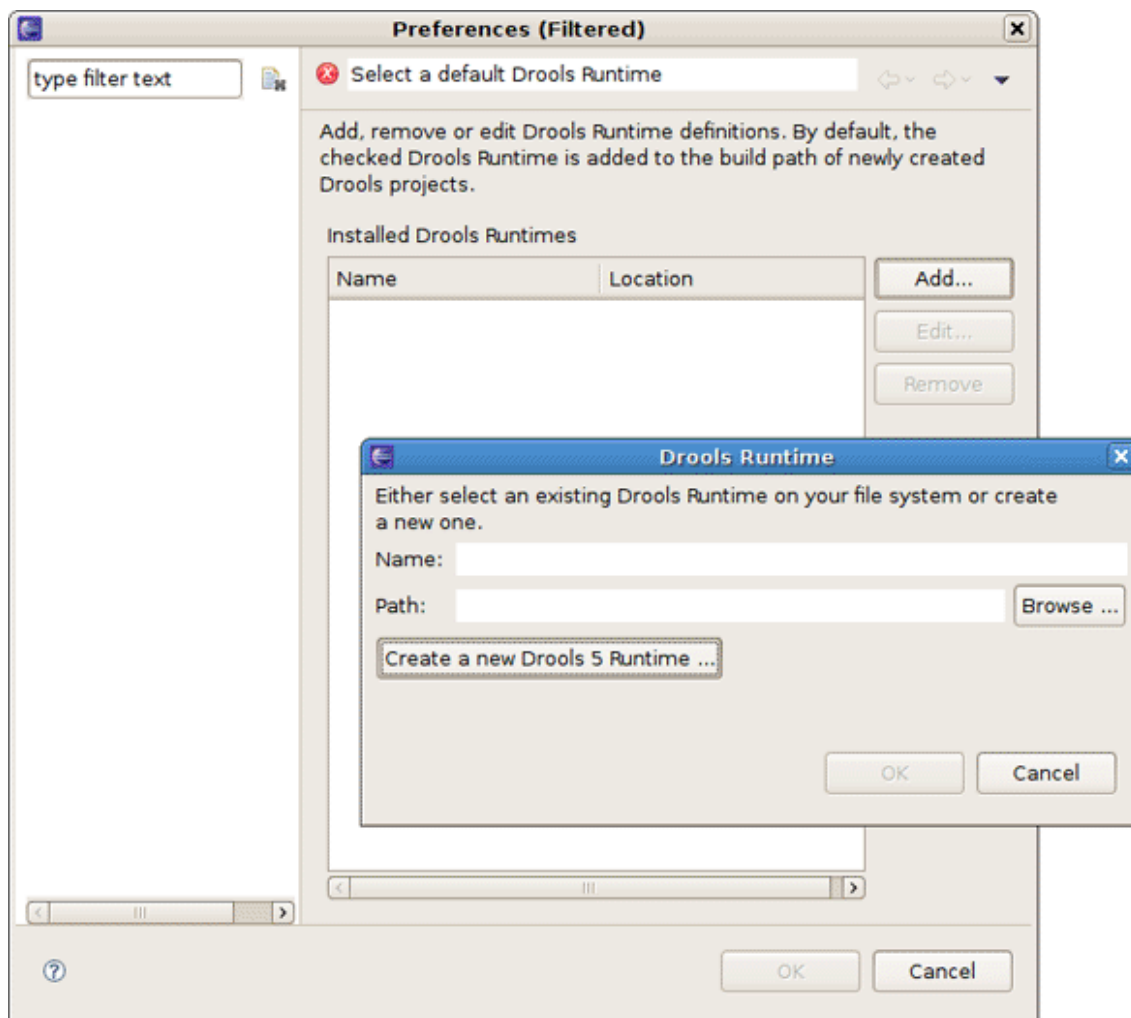 Preferences (Filtered)
type filter text
Select a default Drools Runtime
Add, remove or edit Drools Runtime definitions. By default, the
checked Drools Runtime is added to the build path of newly created
Drools projects.
Installed Drools Runtimes
Name Location
Add...
Edit...
Remove
Drools Runtime
Either select an existing Drools Runtime on your file system or create
a new one.
Name:
Path: Browse ...
Create a new Drools 5 Runtime ...
OK Cancel
OK Cancel